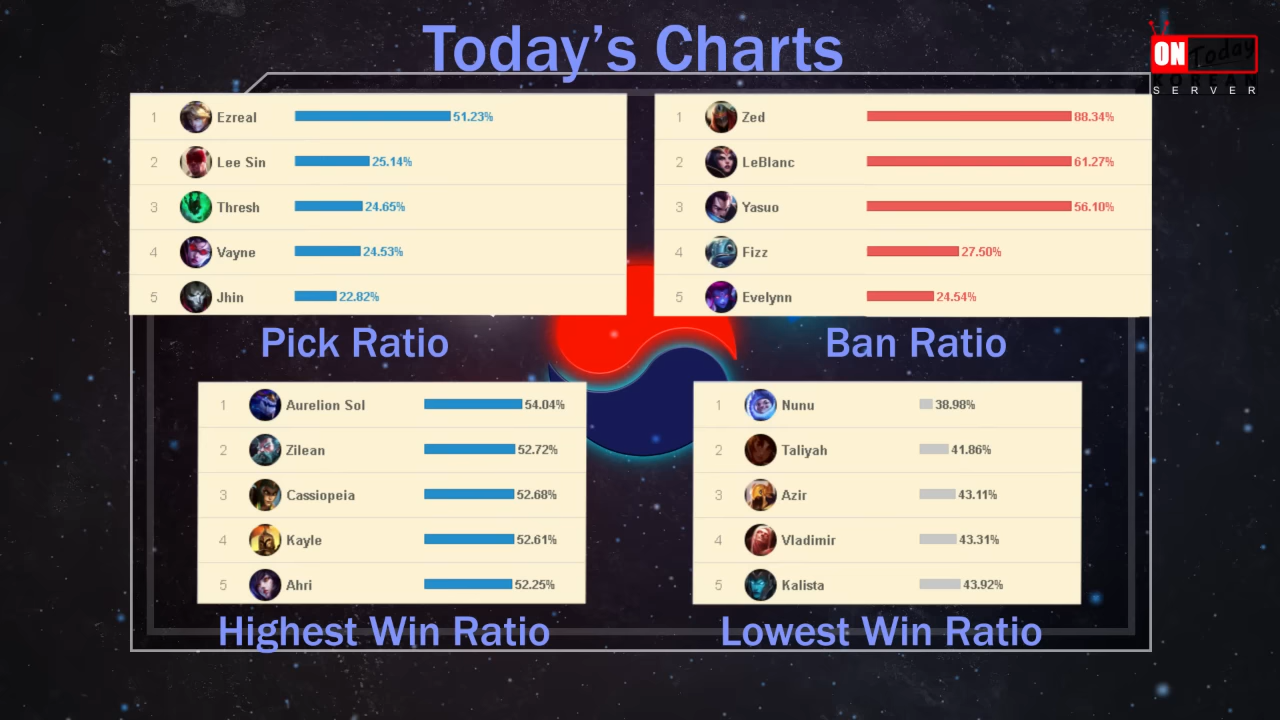 Today's Charts
ON Today
KOREAN
SERVER
1 Ezreal 51.23%
2 Lee Sin 25.14%
3 Thresh 24.65%
4 Vayne 24.53%
5 Jhin 22.82%
Pick Ratio
1 Zed 88.34%
2 LeBlanc 61.27%
3 Yasuo 56.10%
4 Fizz 27.50%
5 Evelynn 24.54%
Ban Ratio
1 Aurelion Sol 54.04%
2 Zilean 52.72%
3 Cassiopeia 52.68%
4 Kayle 52.61%
5 Ahri 52.25%
Highest Win Ratio
1 Nunu 38.98%
2 Taliyah 41.86%
3 Azir 43.11%
4 Vladimir 43.31%
5 Kalista 43.92%
Lowest Win Ratio